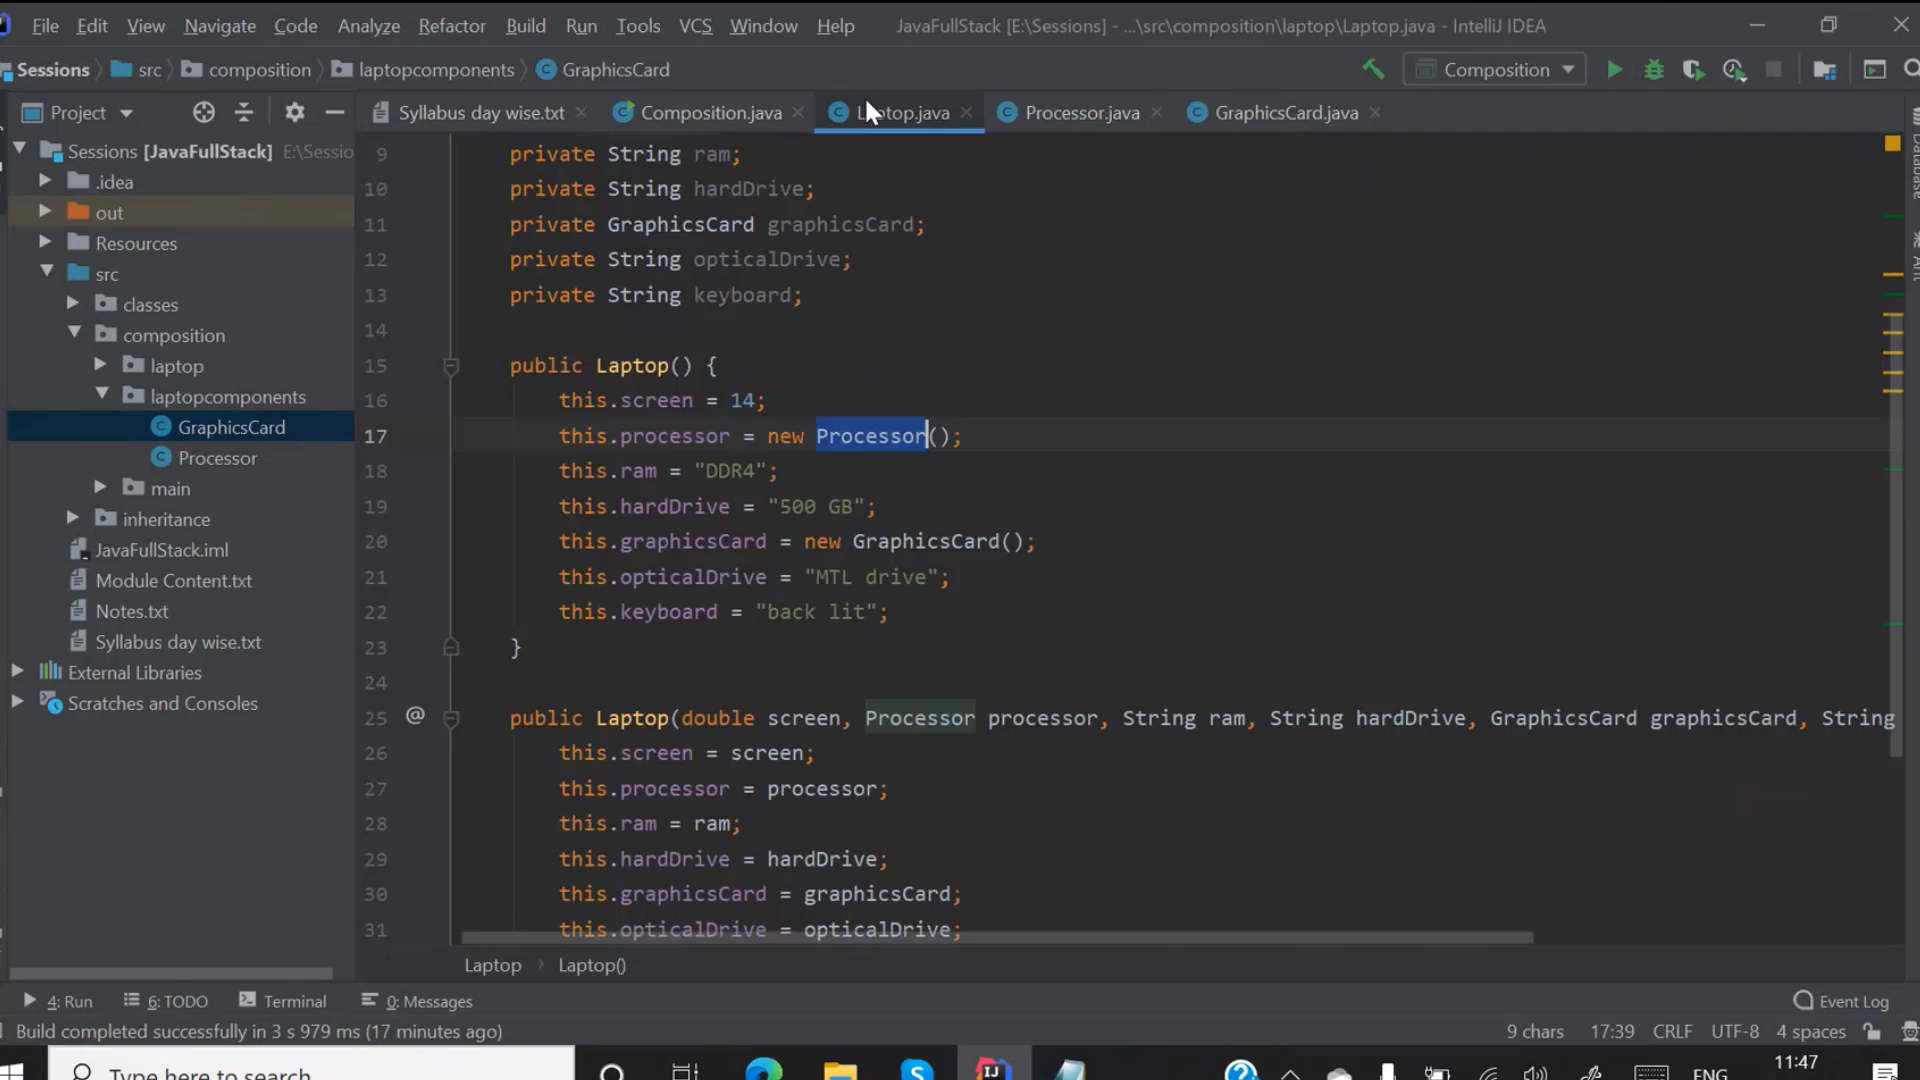 File Edit View Navigate Code Analyze Refactor Build Run Tools VCS Window Help JavaFullStack [E:\Sessions] - ...\src\composition\laptop\Laptop.java - IntelliJ IDEA
Sessions src composition laptopcomponents GraphicsCard Composition
Project Syllabus day wise.txt Composition.java Laptop.java Processor.java GraphicsCard.java
Sessions [JavaFullStack] E:\Sessio
.idea
out
Resources
src
classes
composition
laptop
laptopcomponents
GraphicsCard
Processor
main
inheritance
JavaFullStack.iml
Module Content.txt
Notes.txt
Syllabus day wise.txt
External Libraries
Scratches and Consoles
9 private String ram;
10 private String hardDrive;
11 private GraphicsCard graphicsCard;
12 private String opticalDrive;
13 private String keyboard;
14
15 public Laptop() {
16 this.screen = 14;
17 this.processor = new Processor();
18 this.ram = "DDR4";
19 this.hardDrive = "500 GB";
20 this.graphicsCard = new GraphicsCard();
21 this.opticalDrive = "MTL drive";
22 this.keyboard = "back lit";
23 }
24
25 @ public Laptop(double screen, Processor processor, String ram, String hardDrive, GraphicsCard graphicsCard, String
26 this.screen = screen;
27 this.processor = processor;
28 this.ram = ram;
29 this.hardDrive = hardDrive;
30 this.graphicsCard = graphicsCard;
31 this.opticalDrive = opticalDrive;
Database
Laptop Laptop()
4: Run 6: TODO Terminal 0: Messages Event Log
Build completed successfully in 3 s 979 ms (17 minutes ago) 9 chars 17:39 CRLF UTF-8 4 spaces
Type here to search ENG 11:47